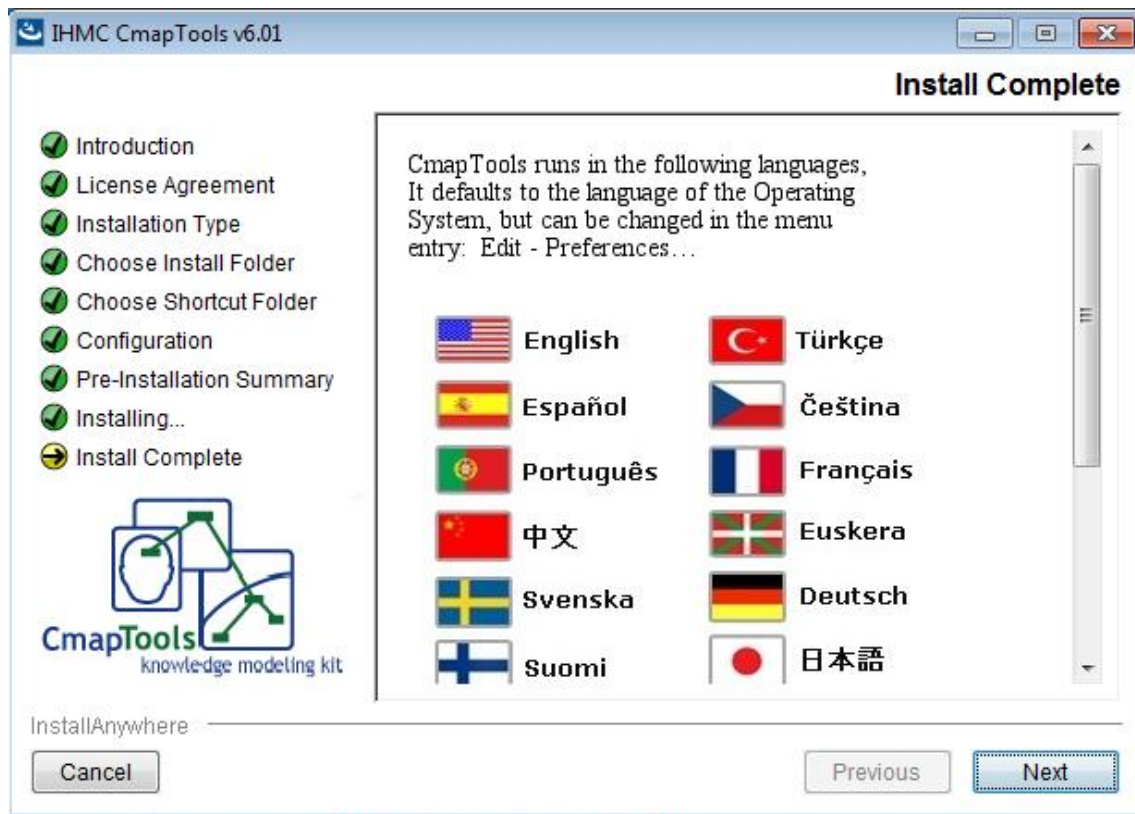 IHMC CmapTools v6.01
Install Complete
Introduction
License Agreement
Installation Type
Choose Install Folder
Choose Shortcut Folder
Configuration
Pre-Installation Summary
Installing...
Install Complete
CmapTools
knowledge modeling kit
CmapTools runs in the following languages,
It defaults to the language of the Operating
System, but can be changed in the menu
entry: Edit - Preferences...
English
Türkçe
Español
Čeština
Português
Français
中文
Euskera
Svenska
Deutsch
Suomi
日本語
InstallAnywhere
Cancel
Previous
Next